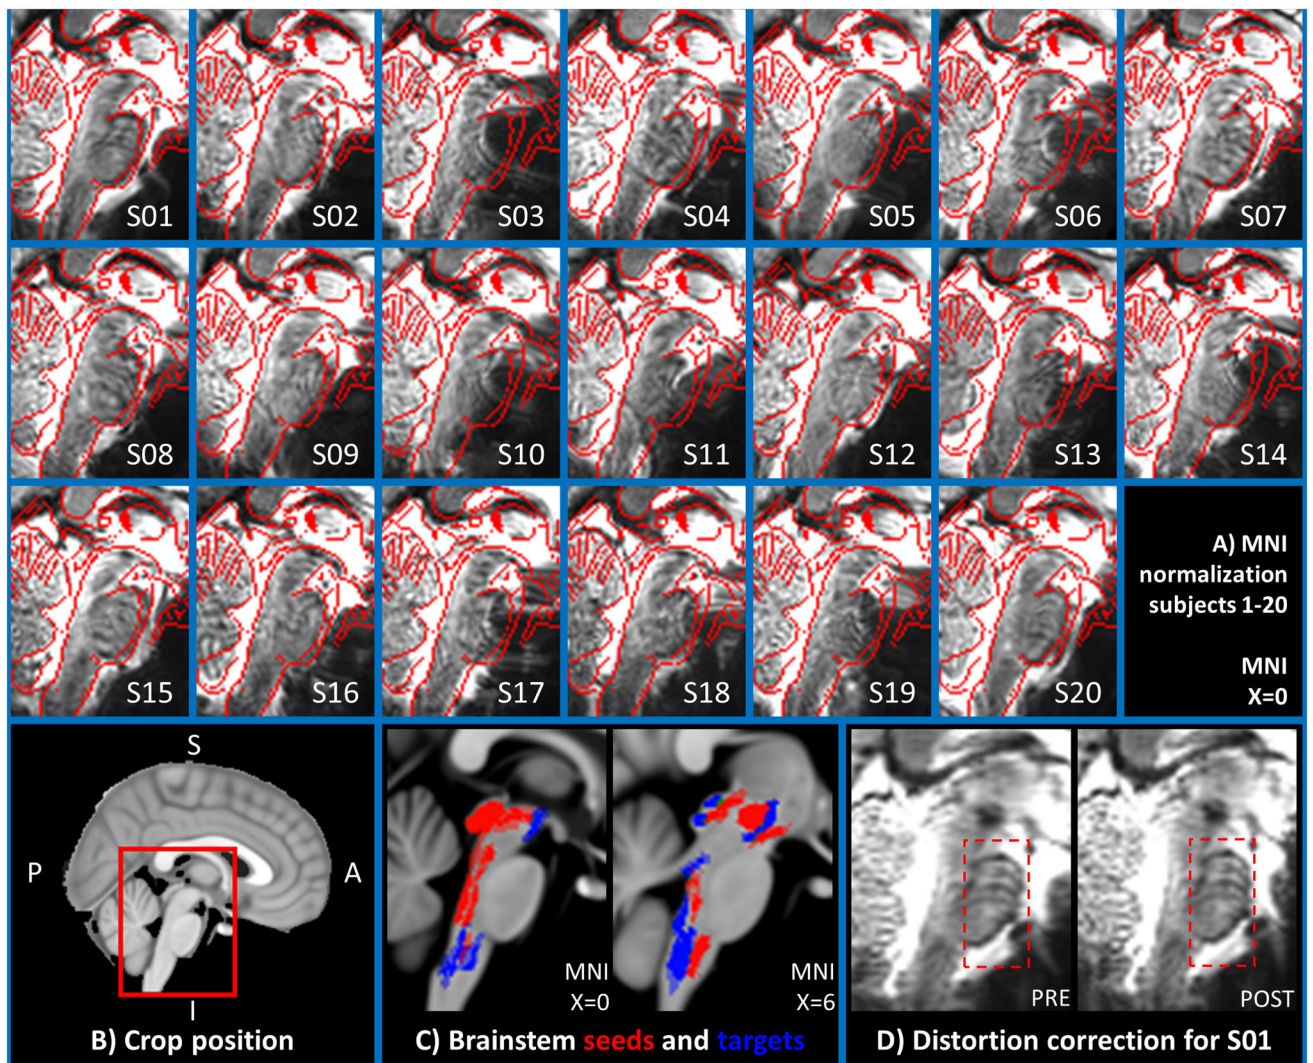 S01
S02
S03
S04
S05
S06
S07
S08
S09
S10
S11
S12
S13
S14
S15
S16
S17
S18
S19
S20
A) MNI
normalization
subjects 1-20
MNI
X=0
S
P
A
I
B) Crop position
MNI
X=0
MNI
X=6
C) Brainstem seeds and targets
PRE
POST
D) Distortion correction for S01